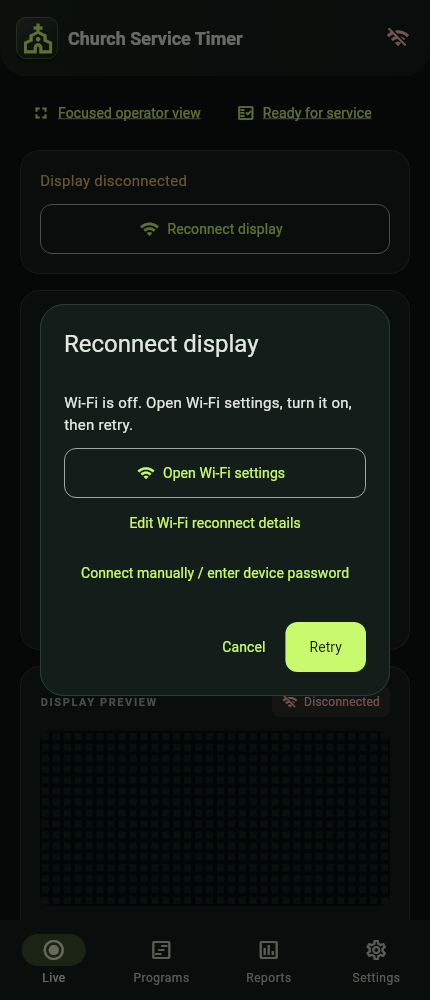 Church Service Timer
Focused operator view
Ready for service
Display disconnected
Reconnect display
Reconnect display
Wi-Fi is off. Open Wi-Fi settings, turn it on,
then retry.
Open Wi-Fi settings
Edit Wi-Fi reconnect details
Connect manually / enter device password
Cancel
Retry
DISPLAY PREVIEW
Disconnected
Live
Programs
Reports
Settings